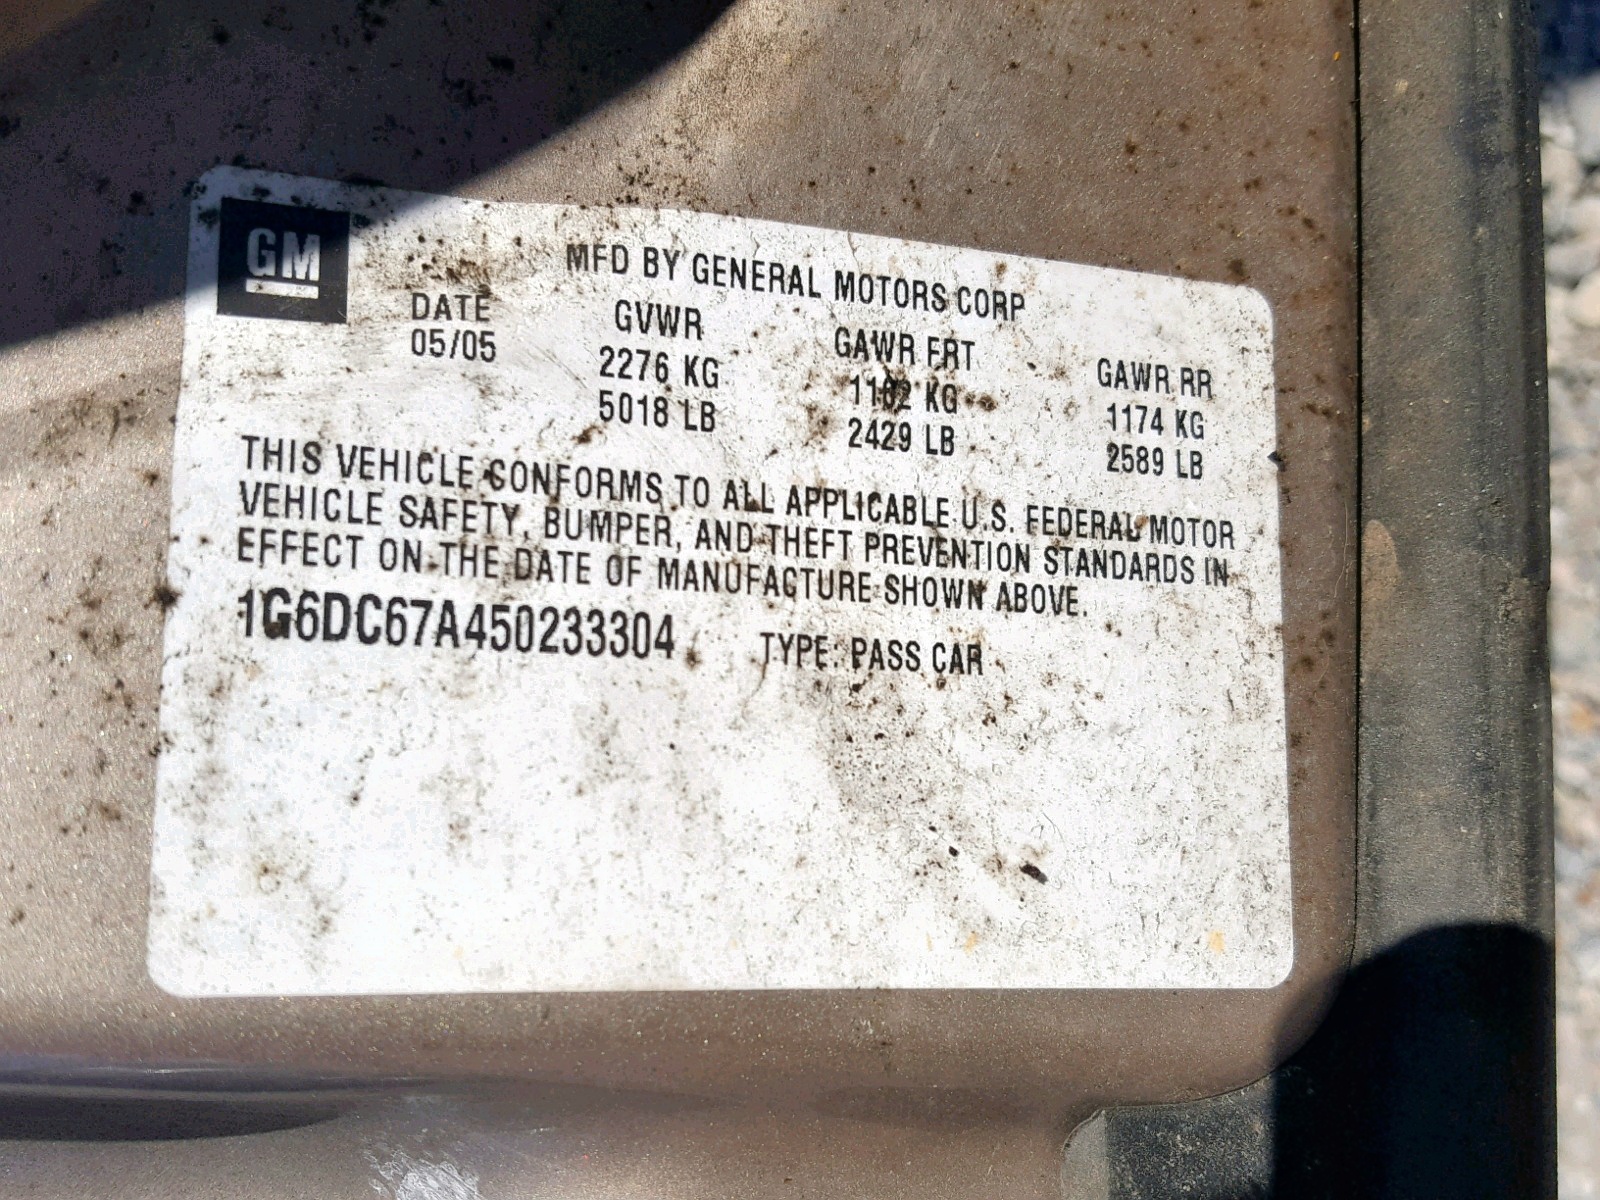 GM
MFD BY GENERAL MOTORS CORP
DATE GVWR GAWR FRT GAWR RR
05/05 2276 KG 1102 KG 1174 KG
5018 LB 2429 LB 2589 LB
THIS VEHICLE CONFORMS TO ALL APPLICABLE U.S. FEDERAL MOTOR
VEHICLE SAFETY, BUMPER, AND THEFT PREVENTION STANDARDS IN
EFFECT ON THE DATE OF MANUFACTURE SHOWN ABOVE.
1G6DC67A450233304 TYPE: PASS CAR